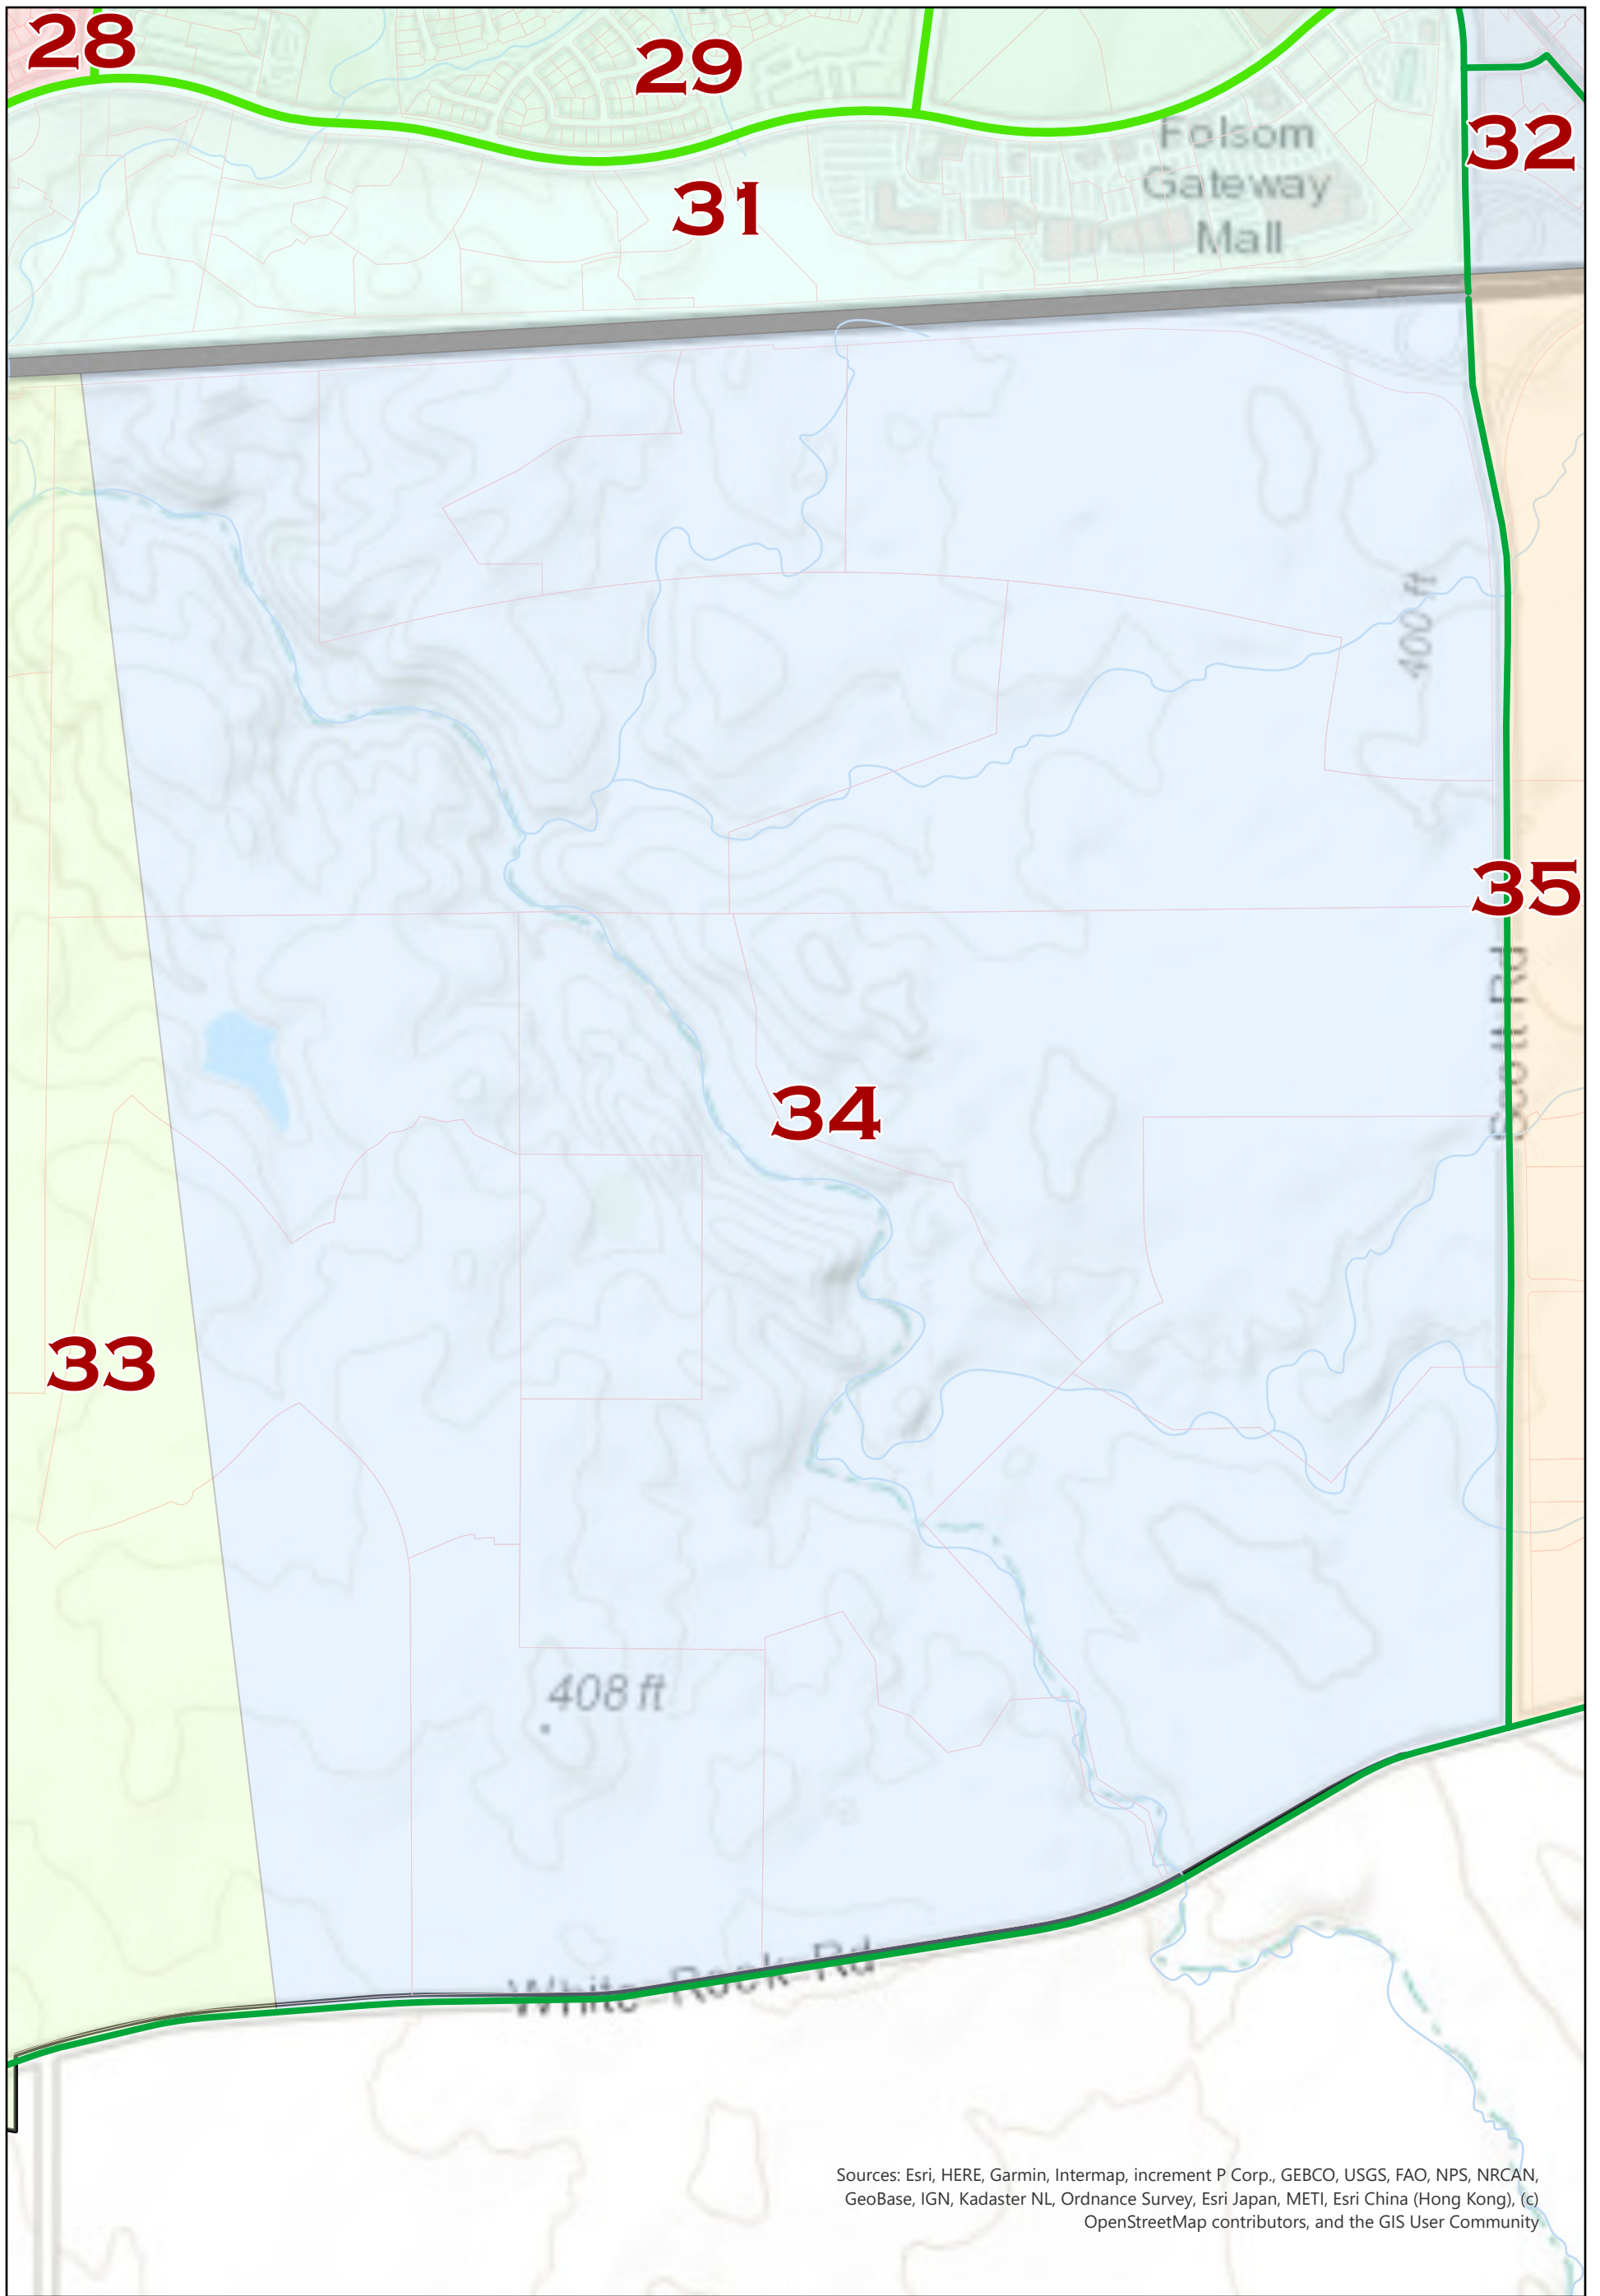 28
29
32
Folsom
Gateway
Mall
31
400 ft
35
Scott Rd
34
33
408 ft
White Rock Rd
Sources: Esri, HERE, Garmin, Intermap, increment P Corp., GEBCO, USGS, FAO, NPS, NRCAN,
GeoBase, IGN, Kadaster NL, Ordnance Survey, Esri Japan, METI, Esri China (Hong Kong), (c)
OpenStreetMap contributors, and the GIS User Community